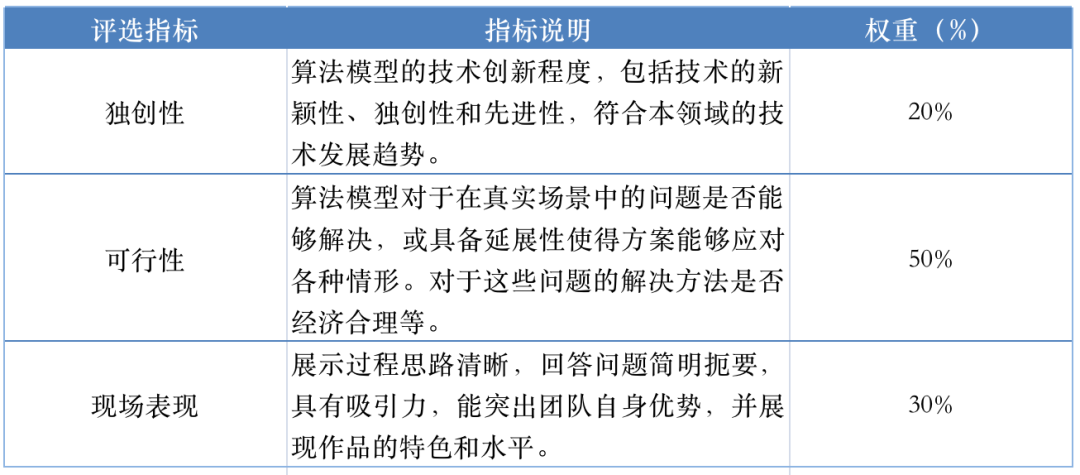 评选指标 指标说明 权重（%）
算法模型的技术创新程度，包括技术的新
独创性 颖性、独创性和先进性，符合本领域的技 20%
术发展趋势。
算法模型对于在真实场景中的问题是否能
够解决，或具备延展性使得方案能够应对
可行性 各种情形。对于这些问题的解决方法是否 50%
经济合理等。
展示过程思路清晰，回答问题简明扼要，
现场表现 具有吸引力，能突出团队自身优势，并展 30%
现作品的特色和水平。